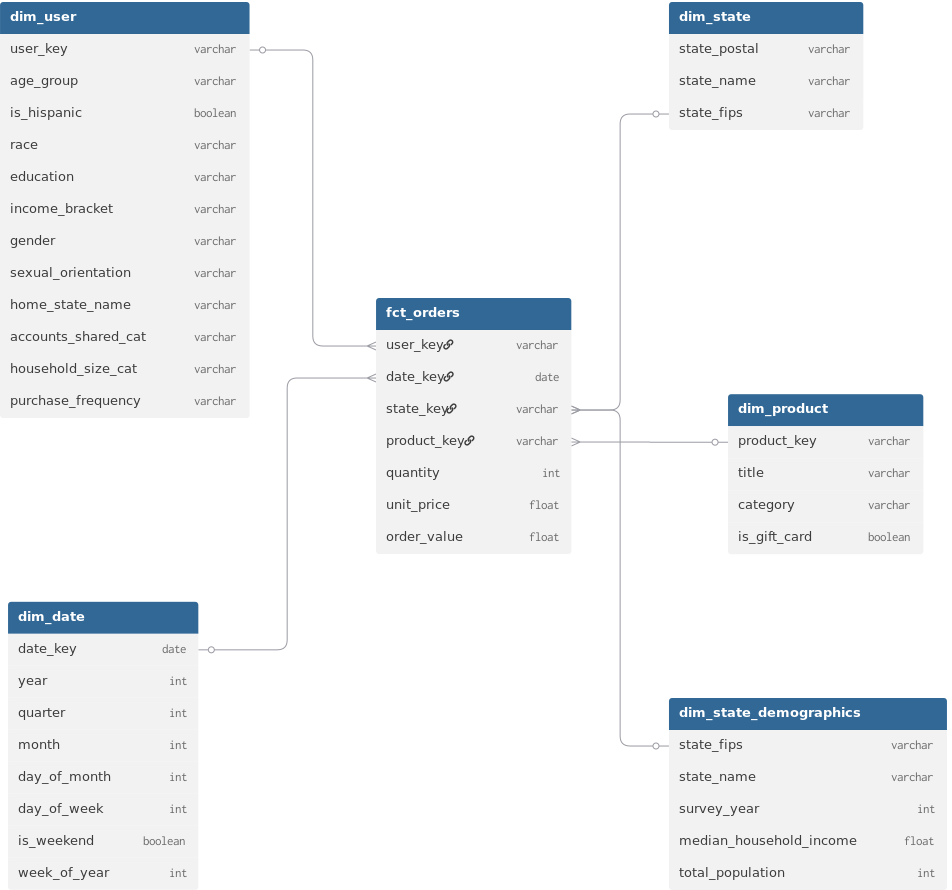 dim_user
user_key varchar
age_group varchar
is_hispanic boolean
race varchar
education varchar
income_bracket varchar
gender varchar
sexual_orientation varchar
home_state_name varchar
accounts_shared_cat varchar
household_size_cat varchar
purchase_frequency varchar
dim_state
state_postal varchar
state_name varchar
state_fips varchar
fct_orders
user_key varchar
date_key date
state_key varchar
product_key varchar
quantity int
unit_price float
order_value float
dim_product
product_key varchar
title varchar
category varchar
is_gift_card boolean
dim_date
date_key date
year int
quarter int
month int
day_of_month int
day_of_week int
is_weekend boolean
week_of_year int
dim_state_demographics
state_fips varchar
state_name varchar
survey_year int
median_household_income float
total_population int